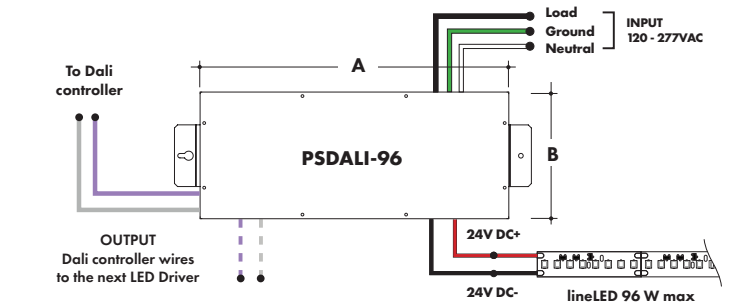 Load
Ground
Neutral
INPUT
120 - 277VAC
To Dali
controller
A
B
PSDALI-96
OUTPUT
Dali controller wires
to the next LED Driver
24V DC+
24V DC-
lineLED 96 W max